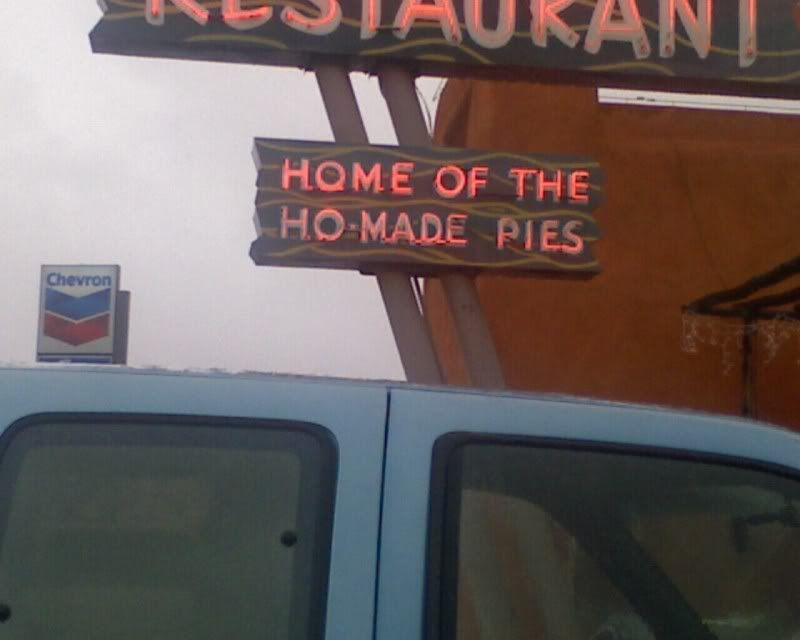 RESTAURANT
HOME OF THE
HO-MADE PIES
Chevron